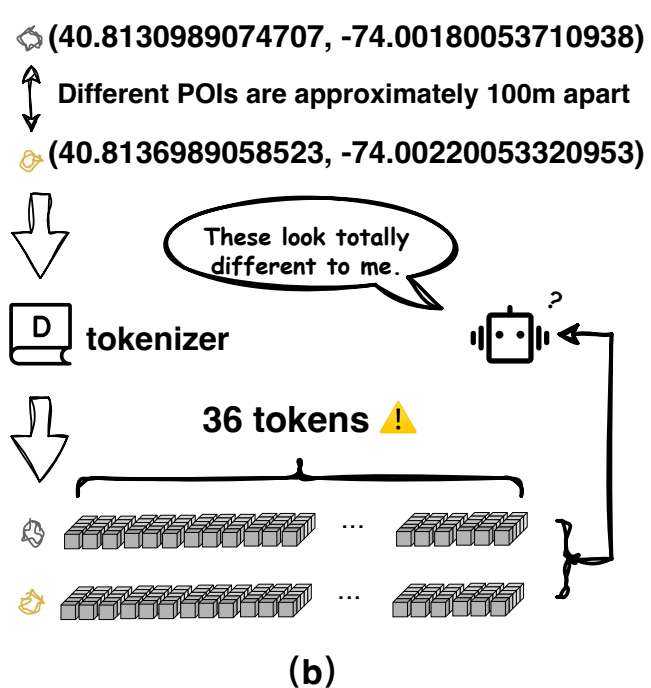 (40.8130989074707, -74.00180053710938)
Different POIs are approximately 100m apart
(40.8136989058523, -74.00220053320953)
These look totally
different to me.
?
D
tokenizer
36 tokens ⚠️
...
...
(b)